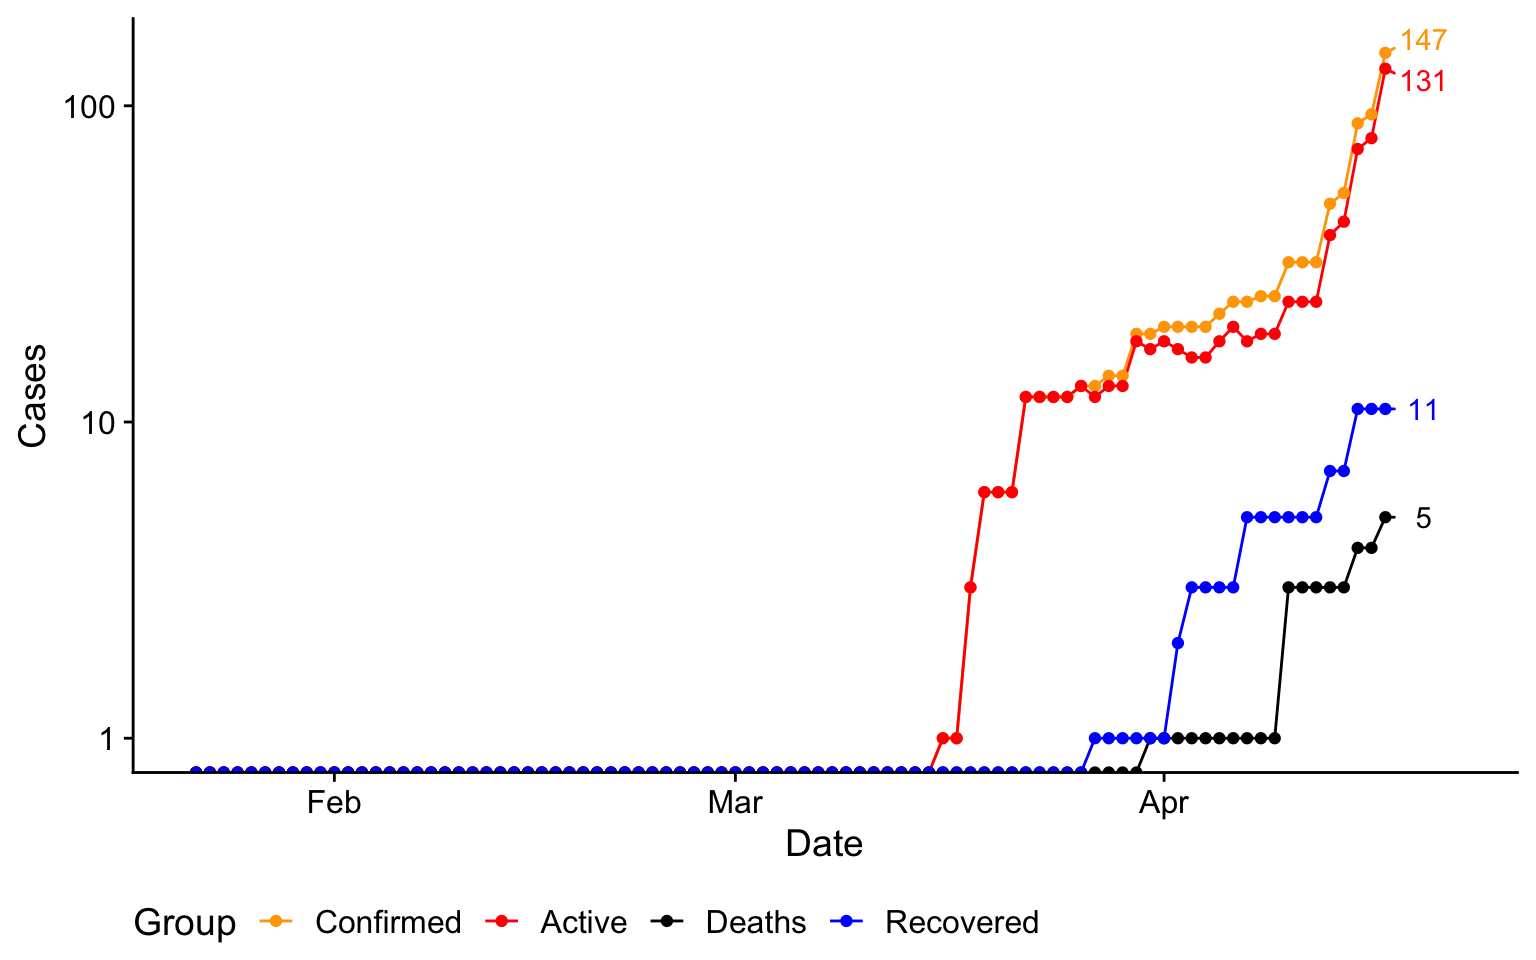 147
131
100
Cases
10
11
5
1
Feb Mar Apr
Date
Group Confirmed Active Deaths Recovered